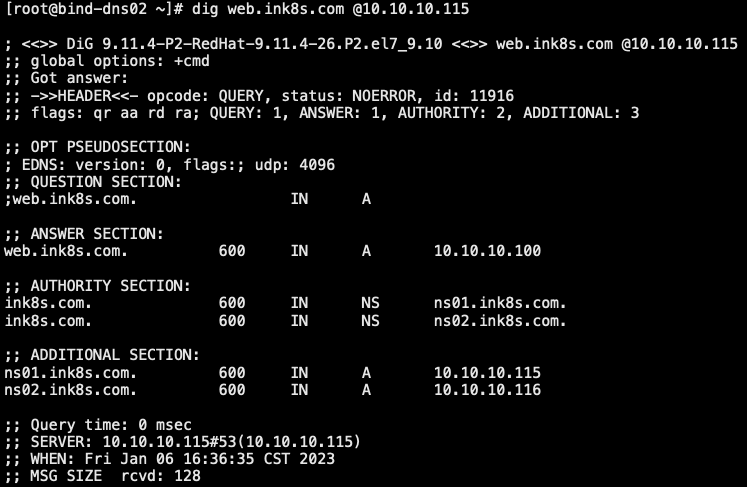 [root@bind-dns02 ~]# dig web.ink8s.com @10.10.10.115
; <<>> DiG 9.11.4-P2-RedHat-9.11.4-26.P2.el7_9.10 <<>> web.ink8s.com @10.10.10.115
;; global options: +cmd
;; Got answer:
;; ->>HEADER<<- opcode: QUERY, status: NOERROR, id: 11916
;; flags: qr aa rd ra; QUERY: 1, ANSWER: 1, AUTHORITY: 2, ADDITIONAL: 3
;; OPT PSEUDOSECTION:
; EDNS: version: 0, flags:; udp: 4096
;; QUESTION SECTION:
;web.ink8s.com. IN A
;; ANSWER SECTION:
web.ink8s.com. 600 IN A 10.10.10.100
;; AUTHORITY SECTION:
ink8s.com. 600 IN NS ns01.ink8s.com.
ink8s.com. 600 IN NS ns02.ink8s.com.
;; ADDITIONAL SECTION:
ns01.ink8s.com. 600 IN A 10.10.10.115
ns02.ink8s.com. 600 IN A 10.10.10.116
;; Query time: 0 msec
;; SERVER: 10.10.10.115#53(10.10.10.115)
;; WHEN: Fri Jan 06 16:36:35 CST 2023
;; MSG SIZE rcvd: 128